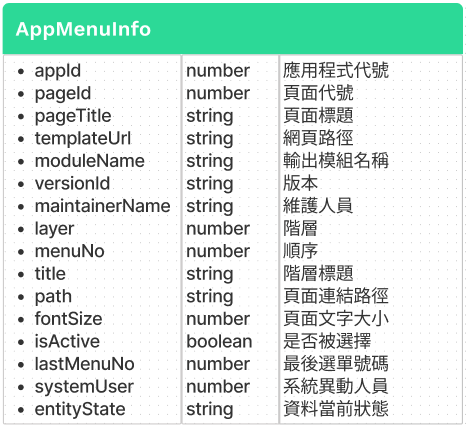 AppMenuInfo
• appId number 應用程式代號
• pageId number 頁面代號
• pageTitle string 頁面標題
• templateUrl string 網頁路徑
• moduleName string 輸出模組名稱
• versionId string 版本
• maintainerName string 維護人員
• layer number 階層
• menuNo number 順序
• title string 階層標題
• path string 頁面連結路徑
• fontSize number 頁面文字大小
• isActive boolean 是否被選擇
• lastMenuNo number 最後選單號碼
• systemUser number 系統異動人員
• entityState string 資料當前狀態